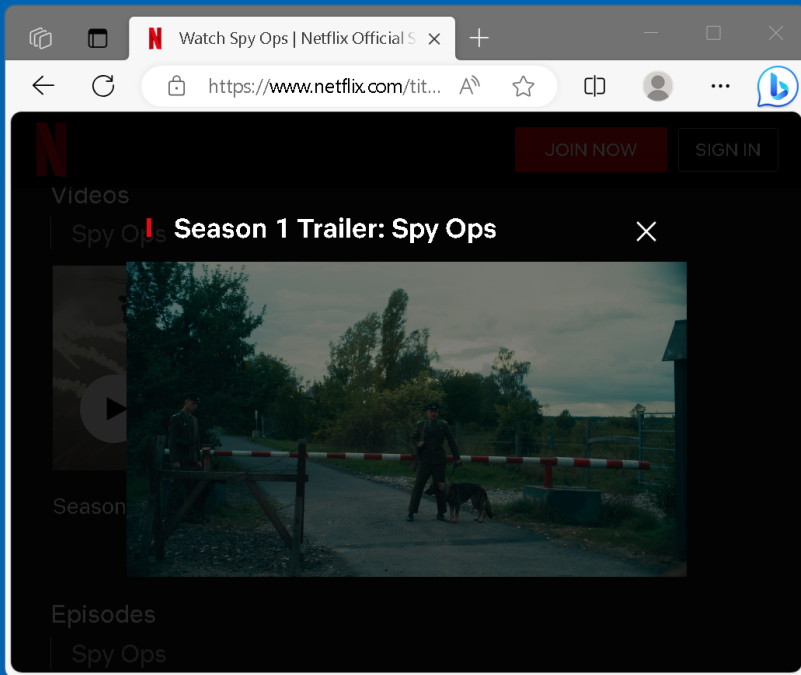 Watch Spy Ops | Netflix Official S
https://www.netflix.com/tit...
JOIN NOW
SIGN IN
Videos
Spy Ops
Season 1 Trailer: Spy Ops
Season
Episodes
Spy Ops